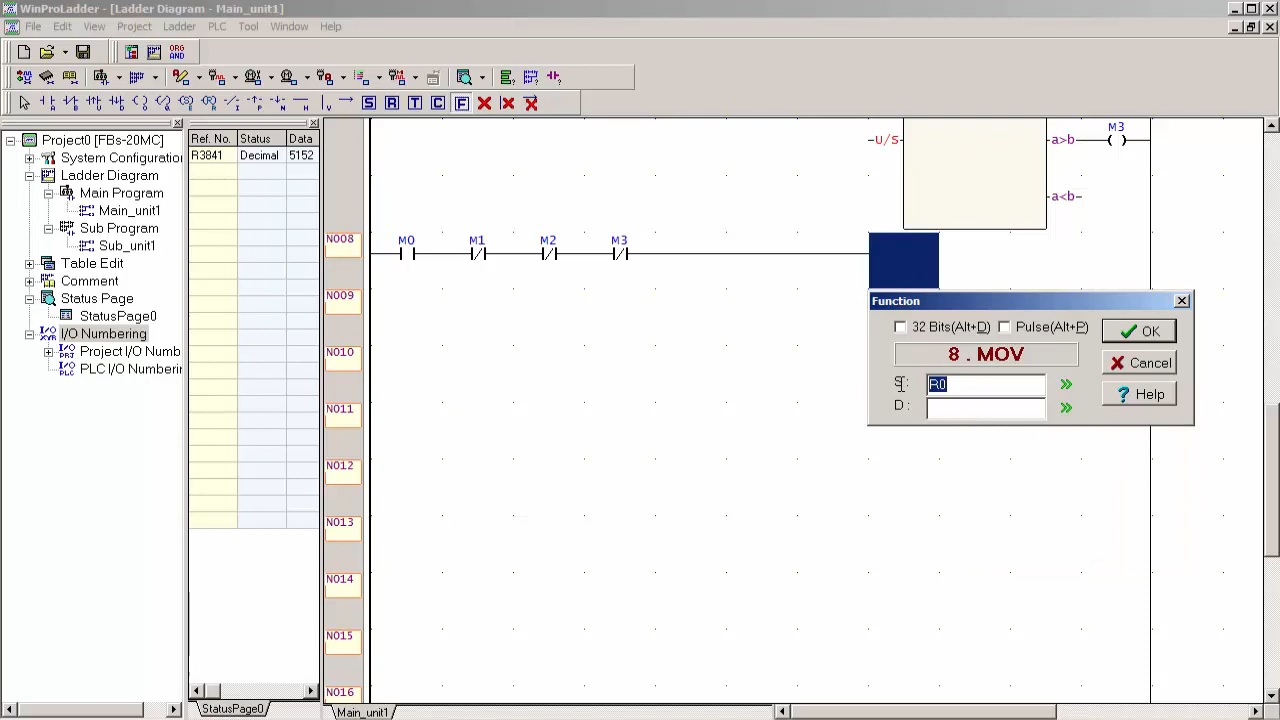 WinProLadder - [Ladder Diagram - Main_unit1]
File Edit View Project Ladder PLC Tool Window Help
ORG
AND
S R T C F
Project0 [FBs-20MC]
System Configuratio
Ladder Diagram
Main Program
Main_unit1
Sub Program
Sub_unit1
Table Edit
Comment
Status Page
StatusPage0
I/O Numbering
Project I/O Numb
PLC I/O Numberin
Ref. No. Status Data
R3841 Decimal 5152
StatusPage0
U/S
a>b
M3
a<b
N008
M0 M1 M2 M3
N009
N010
N011
N012
N013
N014
N015
N016
Function
32 Bits(Alt+D) Pulse(Alt+P) OK
8 . MOV
Cancel
S: R0
D:
Help
Main_unit1